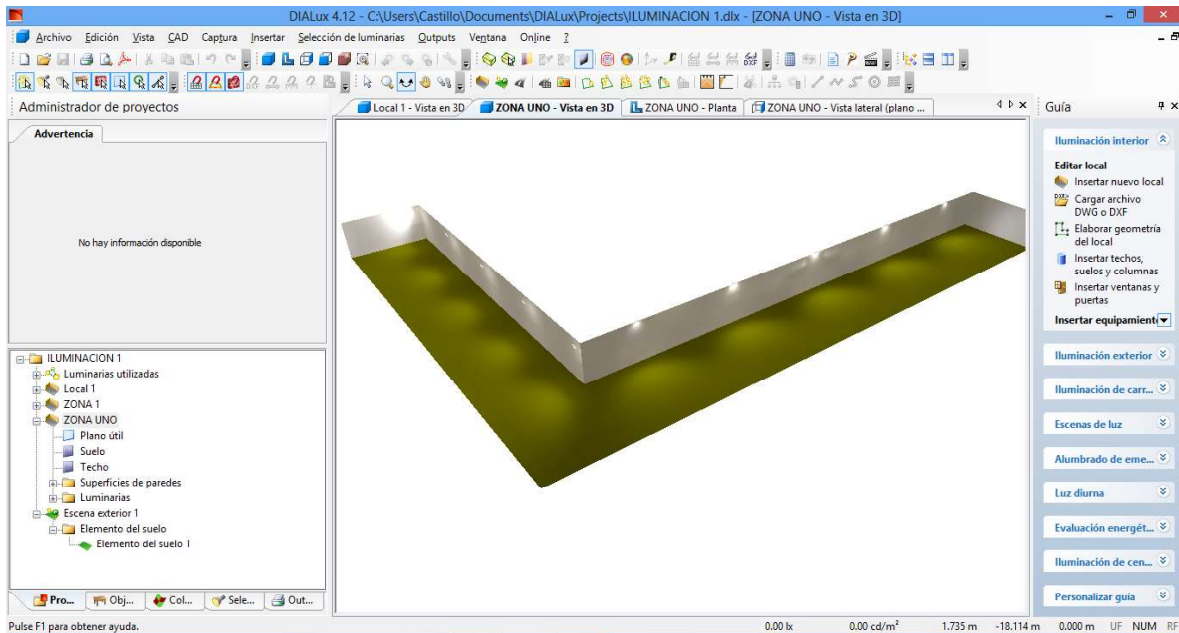 DIALux 4.12 - C:\Users\Castillo\Documents\DIALux\Projects\ILUMINACION 1.dlx - [ZONA UNO - Vista en 3D]
Archivo Edición Vista CAD Captura Insertar Selección de luminarias Outputs Ventana Online ?
Administrador de proyectos
Advertencia
No hay información disponible
ILUMINACION 1
Luminarias utilizadas
Local 1
ZONA 1
ZONA UNO
Plano útil
Suelo
Techo
Superficies de paredes
Luminarias
Escena exterior 1
Elemento del suelo
Elemento del suelo 1
Pro... Obj... Col... Sele... Out...
Local 1 - Vista en 3D ZONA UNO - Vista en 3D ZONA UNO - Planta ZONA UNO - Vista lateral (plano ...
Guía
Iluminación interior
Editar local
Insertar nuevo local
Cargar archivo
DWG o DXF
Elaborar geometría
del local
Insertar techos,
suelos y columnas
Insertar ventanas y
puertas
Insertar equipamient
Iluminación exterior
Iluminación de carr...
Escenas de luz
Alumbrado de eme...
Luz diurna
Evaluación energét...
Iluminación de cen...
Personalizar guía
Pulse F1 para obtener ayuda. 0.00 lx 0.00 cd/m² 1.735 m -18.114 m 0.000 m UF NUM RF